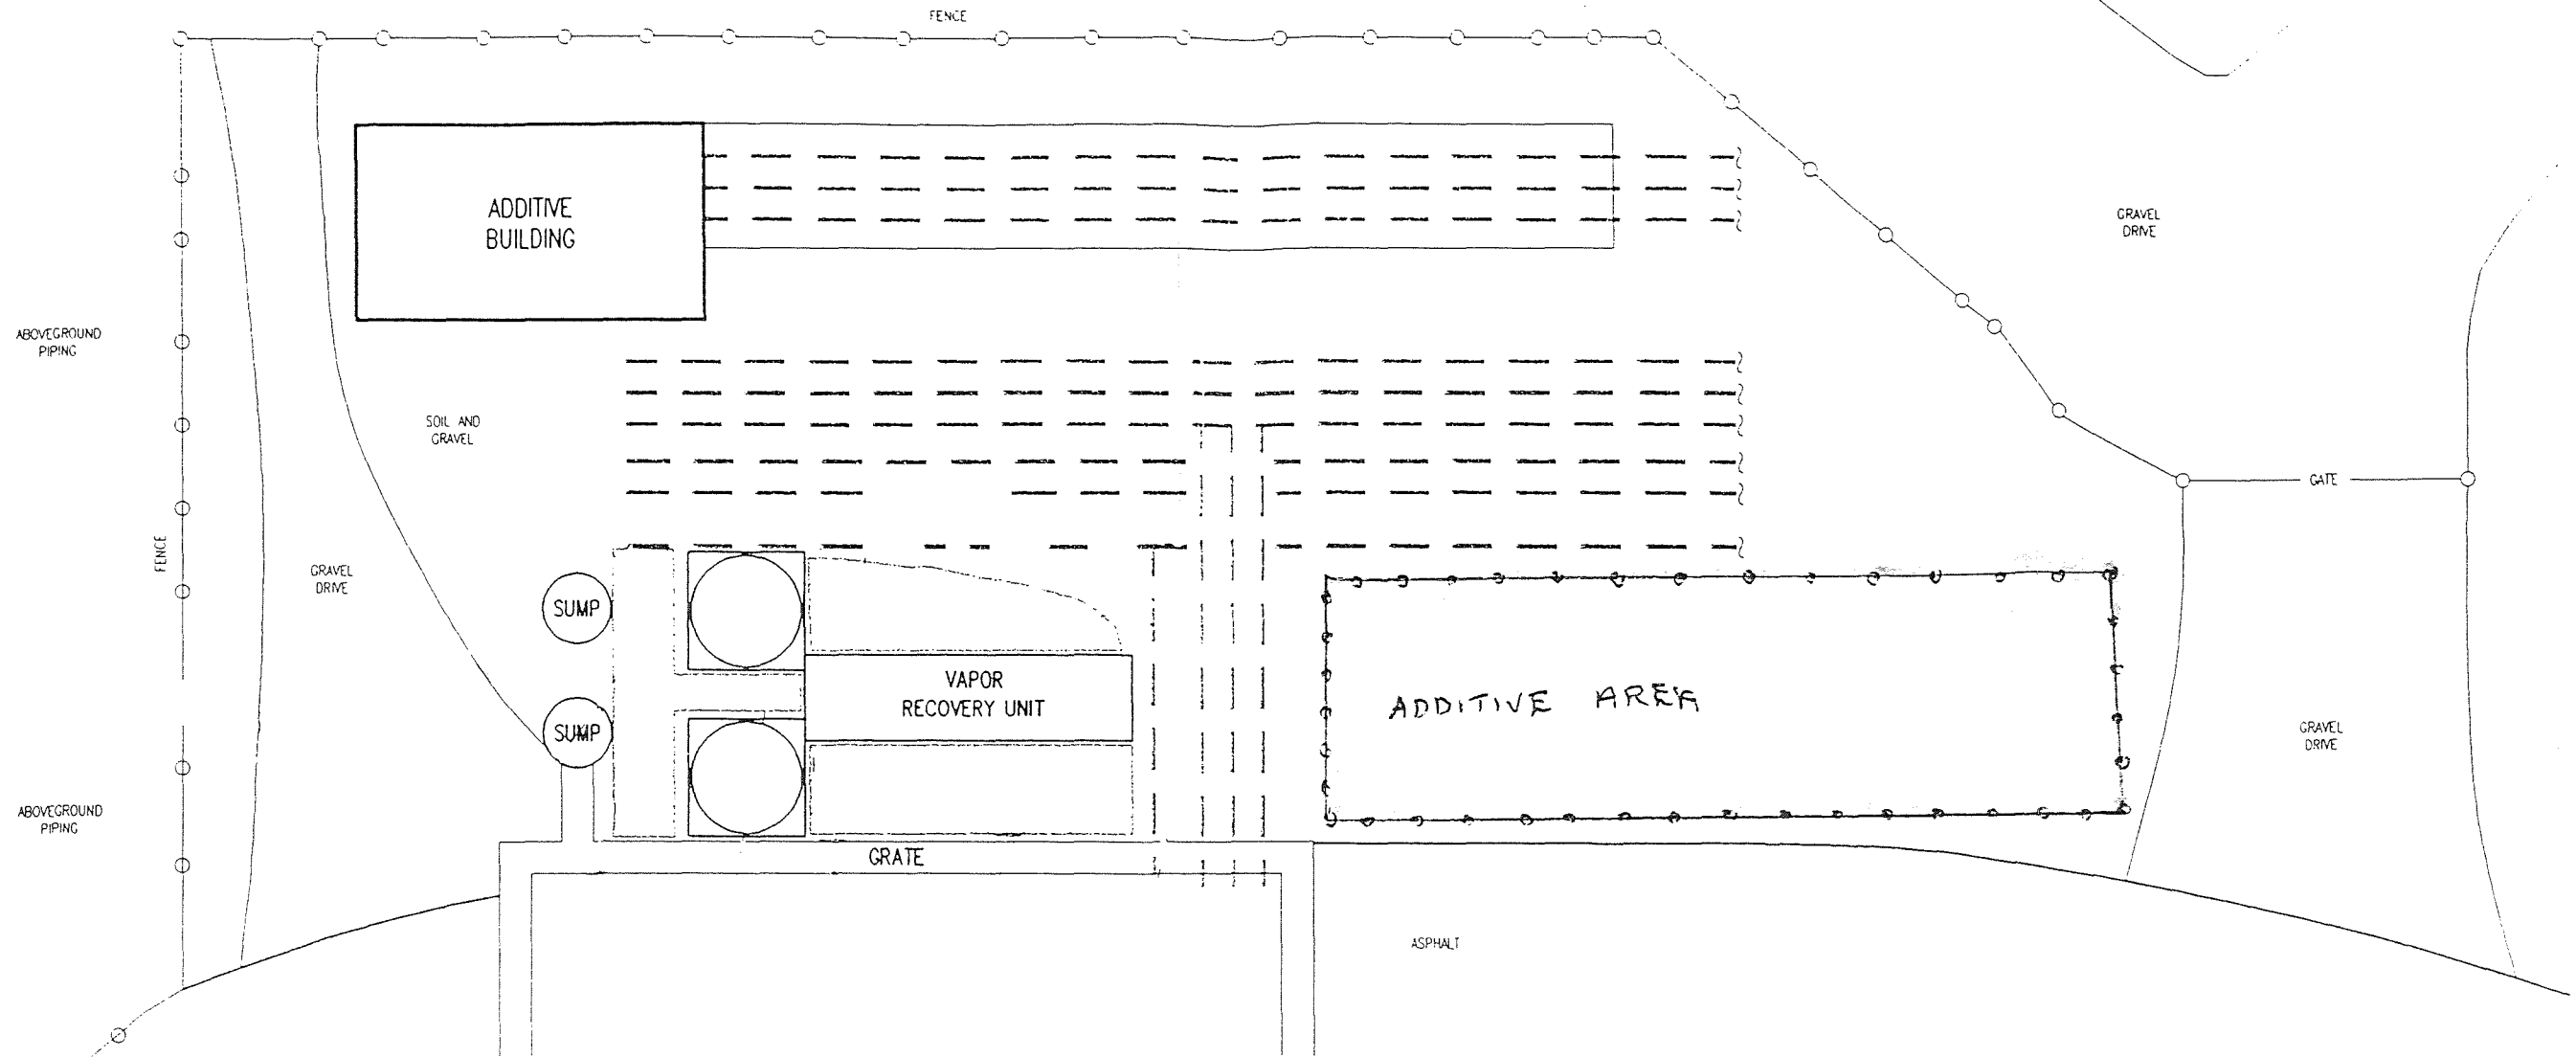 FENCE
ADDITIVE
BUILDING
GRAVEL
DRIVE
ABOVEGROUND
PIPING
SOIL AND
GRAVEL
GATE
FENCE
GRAVEL
DRIVE
SUMP
VAPOR
RECOVERY UNIT
ADDITIVE AREA
SUMP
GRAVEL
DRIVE
ABOVEGROUND
PIPING
GRATE
ASPHALT